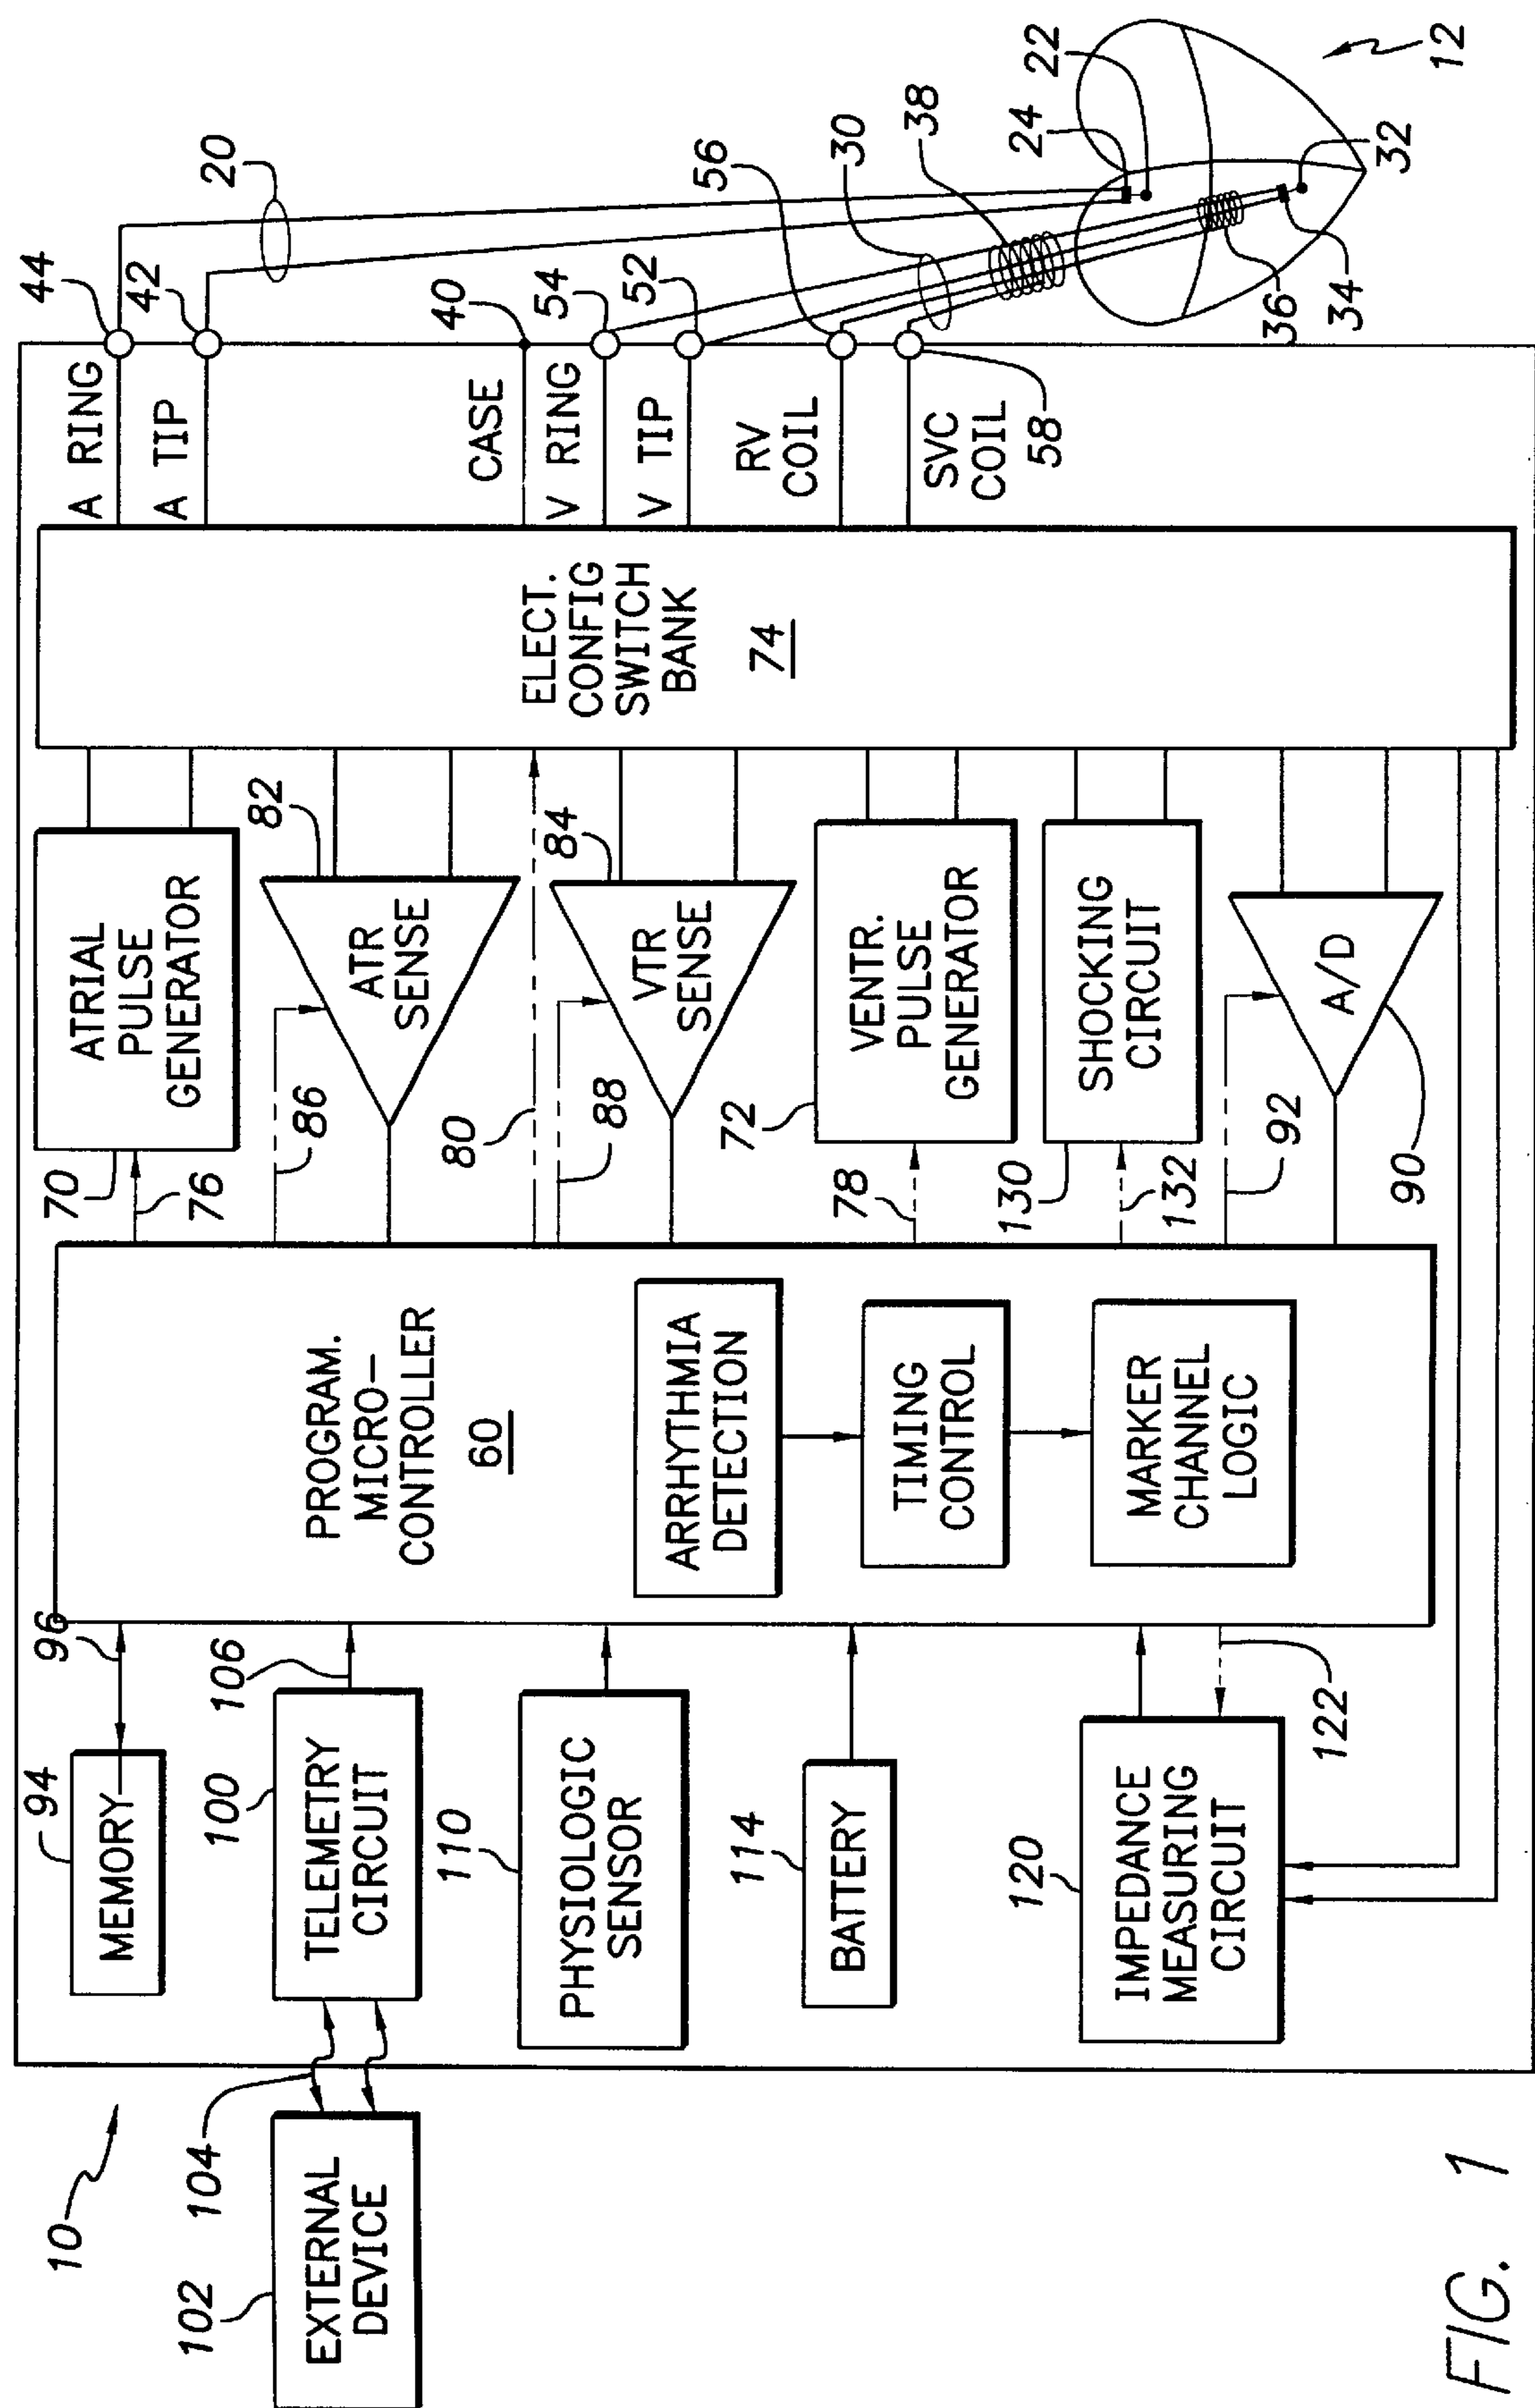 10
102
EXTERNAL
DEVICE
104
94
MEMORY
96
100
TELEMETRY
CIRCUIT
106
110
PHYSIOLOGIC
SENSOR
114
BATTERY
120
IMPEDANCE
MEASURING
CIRCUIT
122
PROGRAM.
MICRO-
CONTROLLER
60
ARRHYTHMIA
DETECTION
TIMING
CONTROL
MARKER
CHANNEL
LOGIC
70
76
ATRIAL
PULSE
GENERATOR
86
82
ATR
SENSE
80
88
84
VTR
SENSE
72
78
VENTR.
PULSE
GENERATOR
130
132
SHOCKING
CIRCUIT
92
A/D
90
ELECT.
CONFIG
SWITCH
BANK
74
A RING
44
A TIP
42
CASE
40
V RING
54
V TIP
52
RV
COIL
56
SVC
COIL
58
20
30
38
24
22
36
34
32
12
FIG. 1